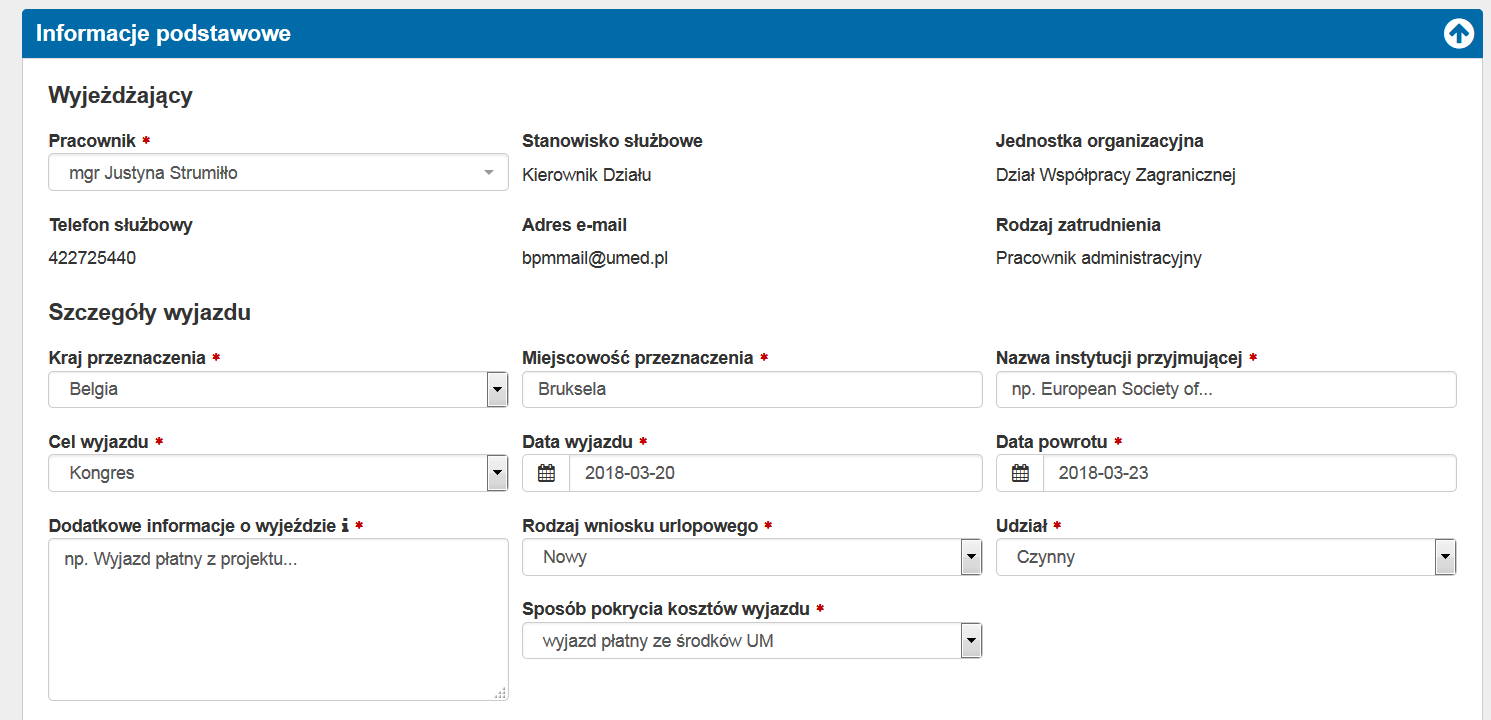 Informacje podstawowe
Wyjeżdżający
Pracownik * Stanowisko służbowe Jednostka organizacyjna
mgr Justyna Strumiłło Kierownik Działu Dział Współpracy Zagranicznej
Telefon służbowy Adres e-mail Rodzaj zatrudnienia
422725440 bpmmail@umed.pl Pracownik administracyjny
Szczegóły wyjazdu
Kraj przeznaczenia * Miejscowość przeznaczenia * Nazwa instytucji przyjmującej *
Belgia Bruksela np. European Society of...
Cel wyjazdu * Data wyjazdu * Data powrotu *
Kongres 2018-03-20 2018-03-23
Dodatkowe informacje o wyjeździe i * Rodzaj wniosku urlopowego * Udział *
np. Wyjazd płatny z projektu... Nowy Czynny
Sposób pokrycia kosztów wyjazdu *
wyjazd płatny ze środków UM